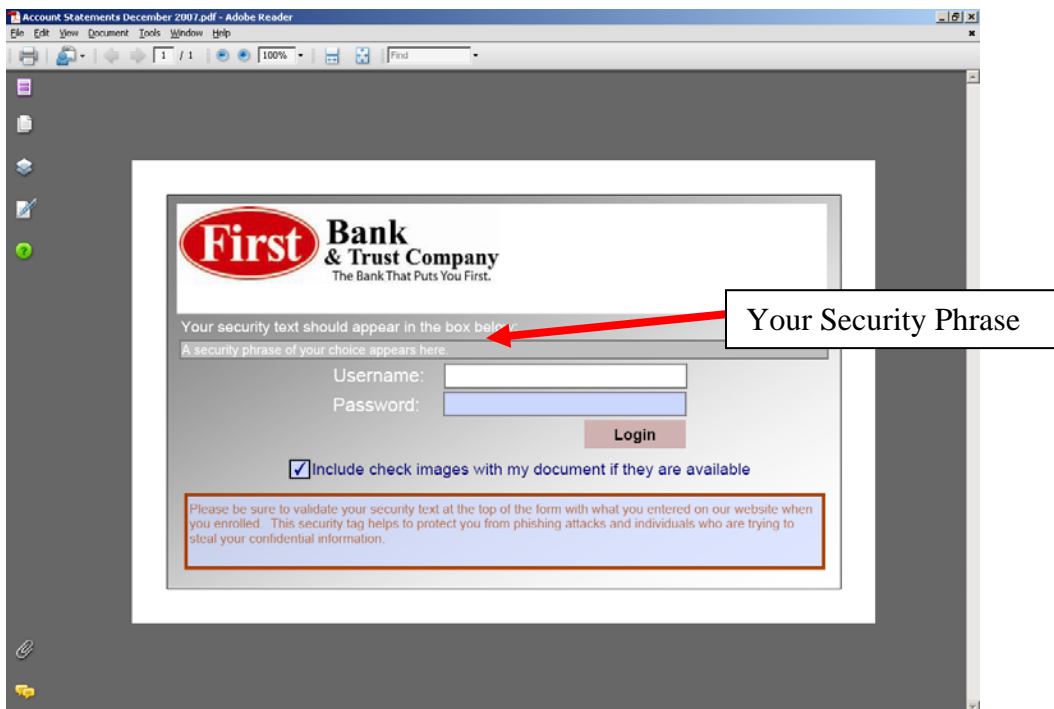 Account Statements December 2007.pdf - Adobe Reader
File Edit View Document Tools Window Help
1 / 1 100% Find
First Bank
& Trust Company
The Bank That Puts You First.
Your Security Phrase
Your security text should appear in the box below:
A security phrase of your choice appears here.
Username:
Password:
Login
Include check images with my document if they are available
Please be sure to validate your security text at the top of the form with what you entered on our website when
you enrolled. This security tag helps to protect you from phishing attacks and individuals who are trying to
steal your confidential information.